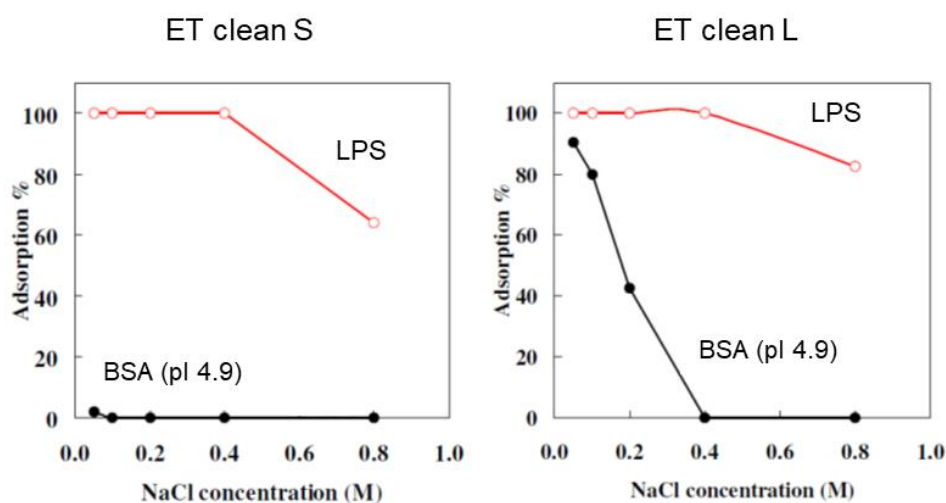 ET clean S
100
80
60
40
20
0
Adsorption %
LPS
BSA (pI 4.9)
0.0 0.2 0.4 0.6 0.8 1.0
NaCl concentration (M)
ET clean L
100
80
60
40
20
0
Adsorption %
LPS
BSA (pI 4.9)
0.0 0.2 0.4 0.6 0.8 1.0
NaCl concentration (M)